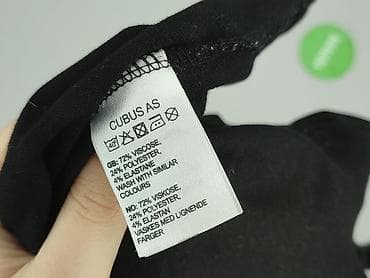 CUBUS AS
40
GB: 72% VISCOSE,
24% POLYESTER,
4% ELASTANE
WASH WITH SIMILAR
COLOURS
NO: 72% VISKOSE,
24% POLYESTER,
4% ELASTAN
VASKES MED LIGNENDE
FARGER